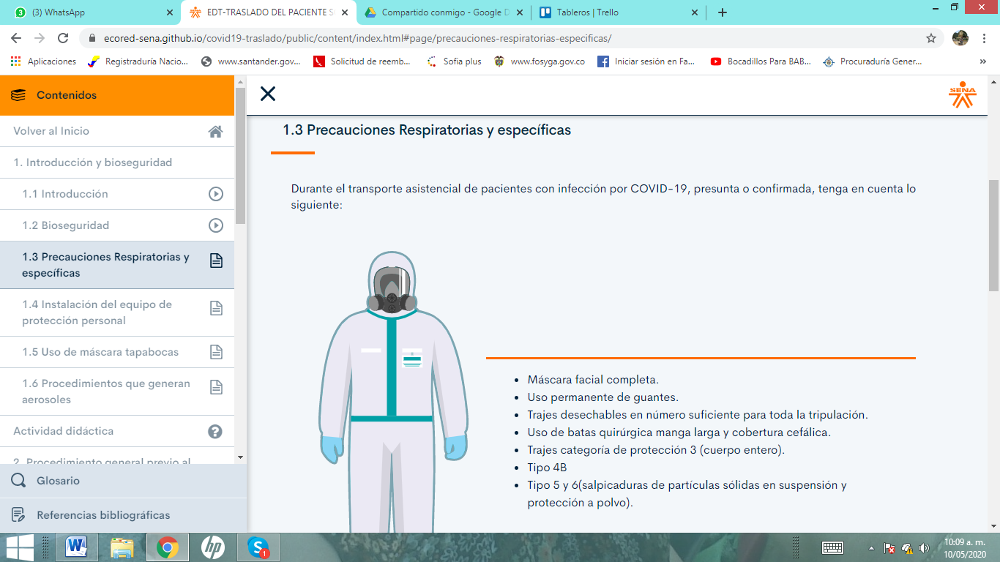 (3) WhatsApp
EDT-TRASLADO DEL PACIENTE S
Compartido conmigo - Google D
Tableros | Trello
ecored-sena.github.io/covid19-traslado/public/content/index.html#page/precauciones-respiratorias-especificas/
Aplicaciones
Registraduría Nacio...
www.santander.gov...
Solicitud de reemb...
Sofia plus
www.fosyga.gov.co
Iniciar sesión en Fa...
Bocadillos Para BAB...
Procuraduría Gener...
»
Contenidos
Volver al Inicio
1. Introducción y bioseguridad
1.1 Introducción
1.2 Bioseguridad
1.3 Precauciones Respiratorias y
específicas
1.4 Instalación del equipo de
protección personal
1.5 Uso de máscara tapabocas
1.6 Procedimientos que generan
aerosoles
Actividad didáctica
2. Procedimiento general previo al
Glosario
Referencias bibliográficas
SENA
1.3 Precauciones Respiratorias y específicas
Durante el transporte asistencial de pacientes con infección por COVID-19, presunta o confirmada, tenga en cuenta lo
siguiente:
• Máscara facial completa.
• Uso permanente de guantes.
• Trajes desechables en número suficiente para toda la tripulación.
• Uso de batas quirúrgica manga larga y cobertura cefálica.
• Trajes categoría de protección 3 (cuerpo entero).
• Tipo 4B
• Tipo 5 y 6(salpicaduras de partículas sólidas en suspensión y
protección a polvo).
10:09 a. m.
10/05/2020